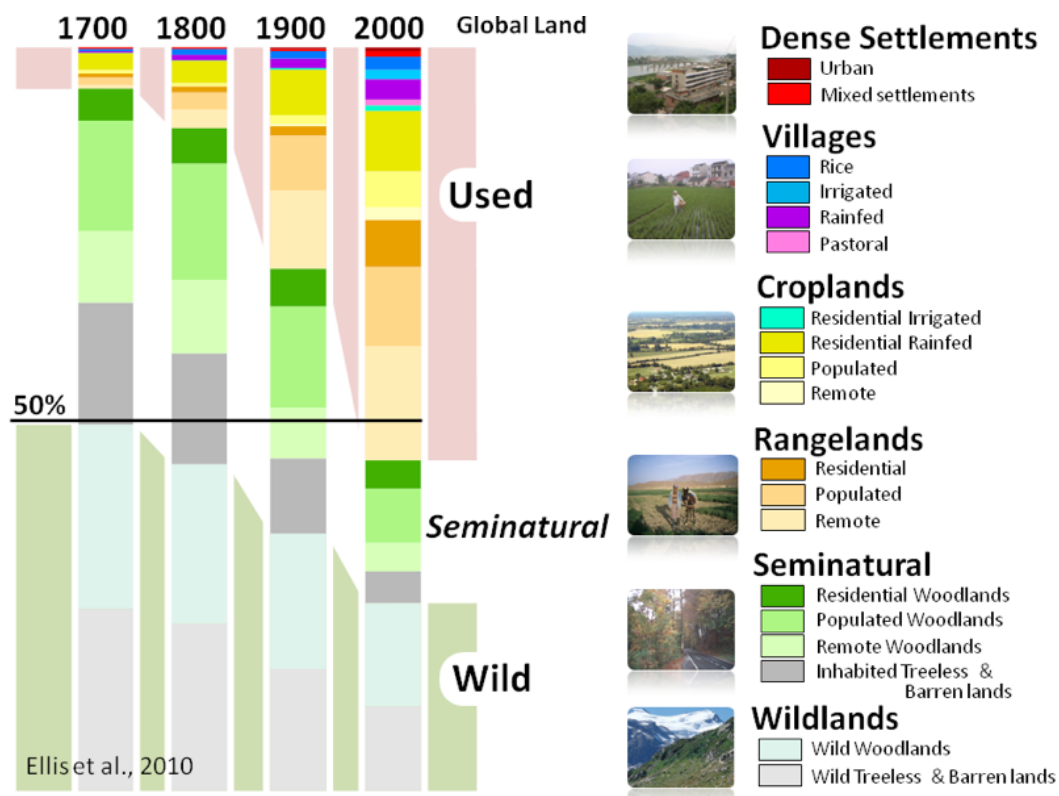 1700 1800 1900 2000 Global Land
50%
Used
Seminatural
Wild
Ellis et al., 2010
Dense Settlements
Urban
Mixed settlements
Villages
Rice
Irrigated
Rainfed
Pastoral
Croplands
Residential Irrigated
Residential Rainfed
Populated
Remote
Rangelands
Residential
Populated
Remote
Seminatural
Residential Woodlands
Populated Woodlands
Remote Woodlands
Inhabited Treeless &
Barren lands
Wildlands
Wild Woodlands
Wild Treeless & Barren lands